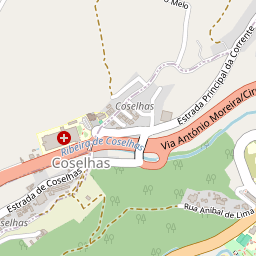 o Melo
Coselhas
Estrada Principal da Corrente
Ribeira de Coselhas
Via António Moreira/Cin
Coselhas
Estrada de Coselhas
Rua Aníbal de Lima
Coselhas